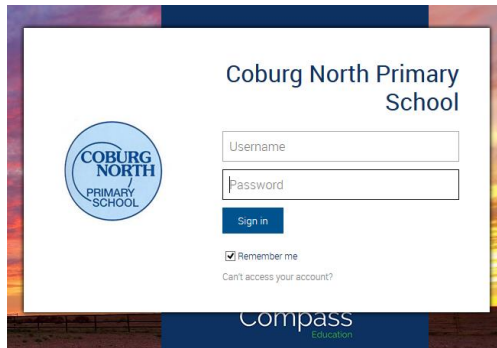 Coburg North Primary
School
COBURG
NORTH
PRIMARY
SCHOOL
Username
Password
Sign in
Remember me
Can't access your account?
Compass
Education